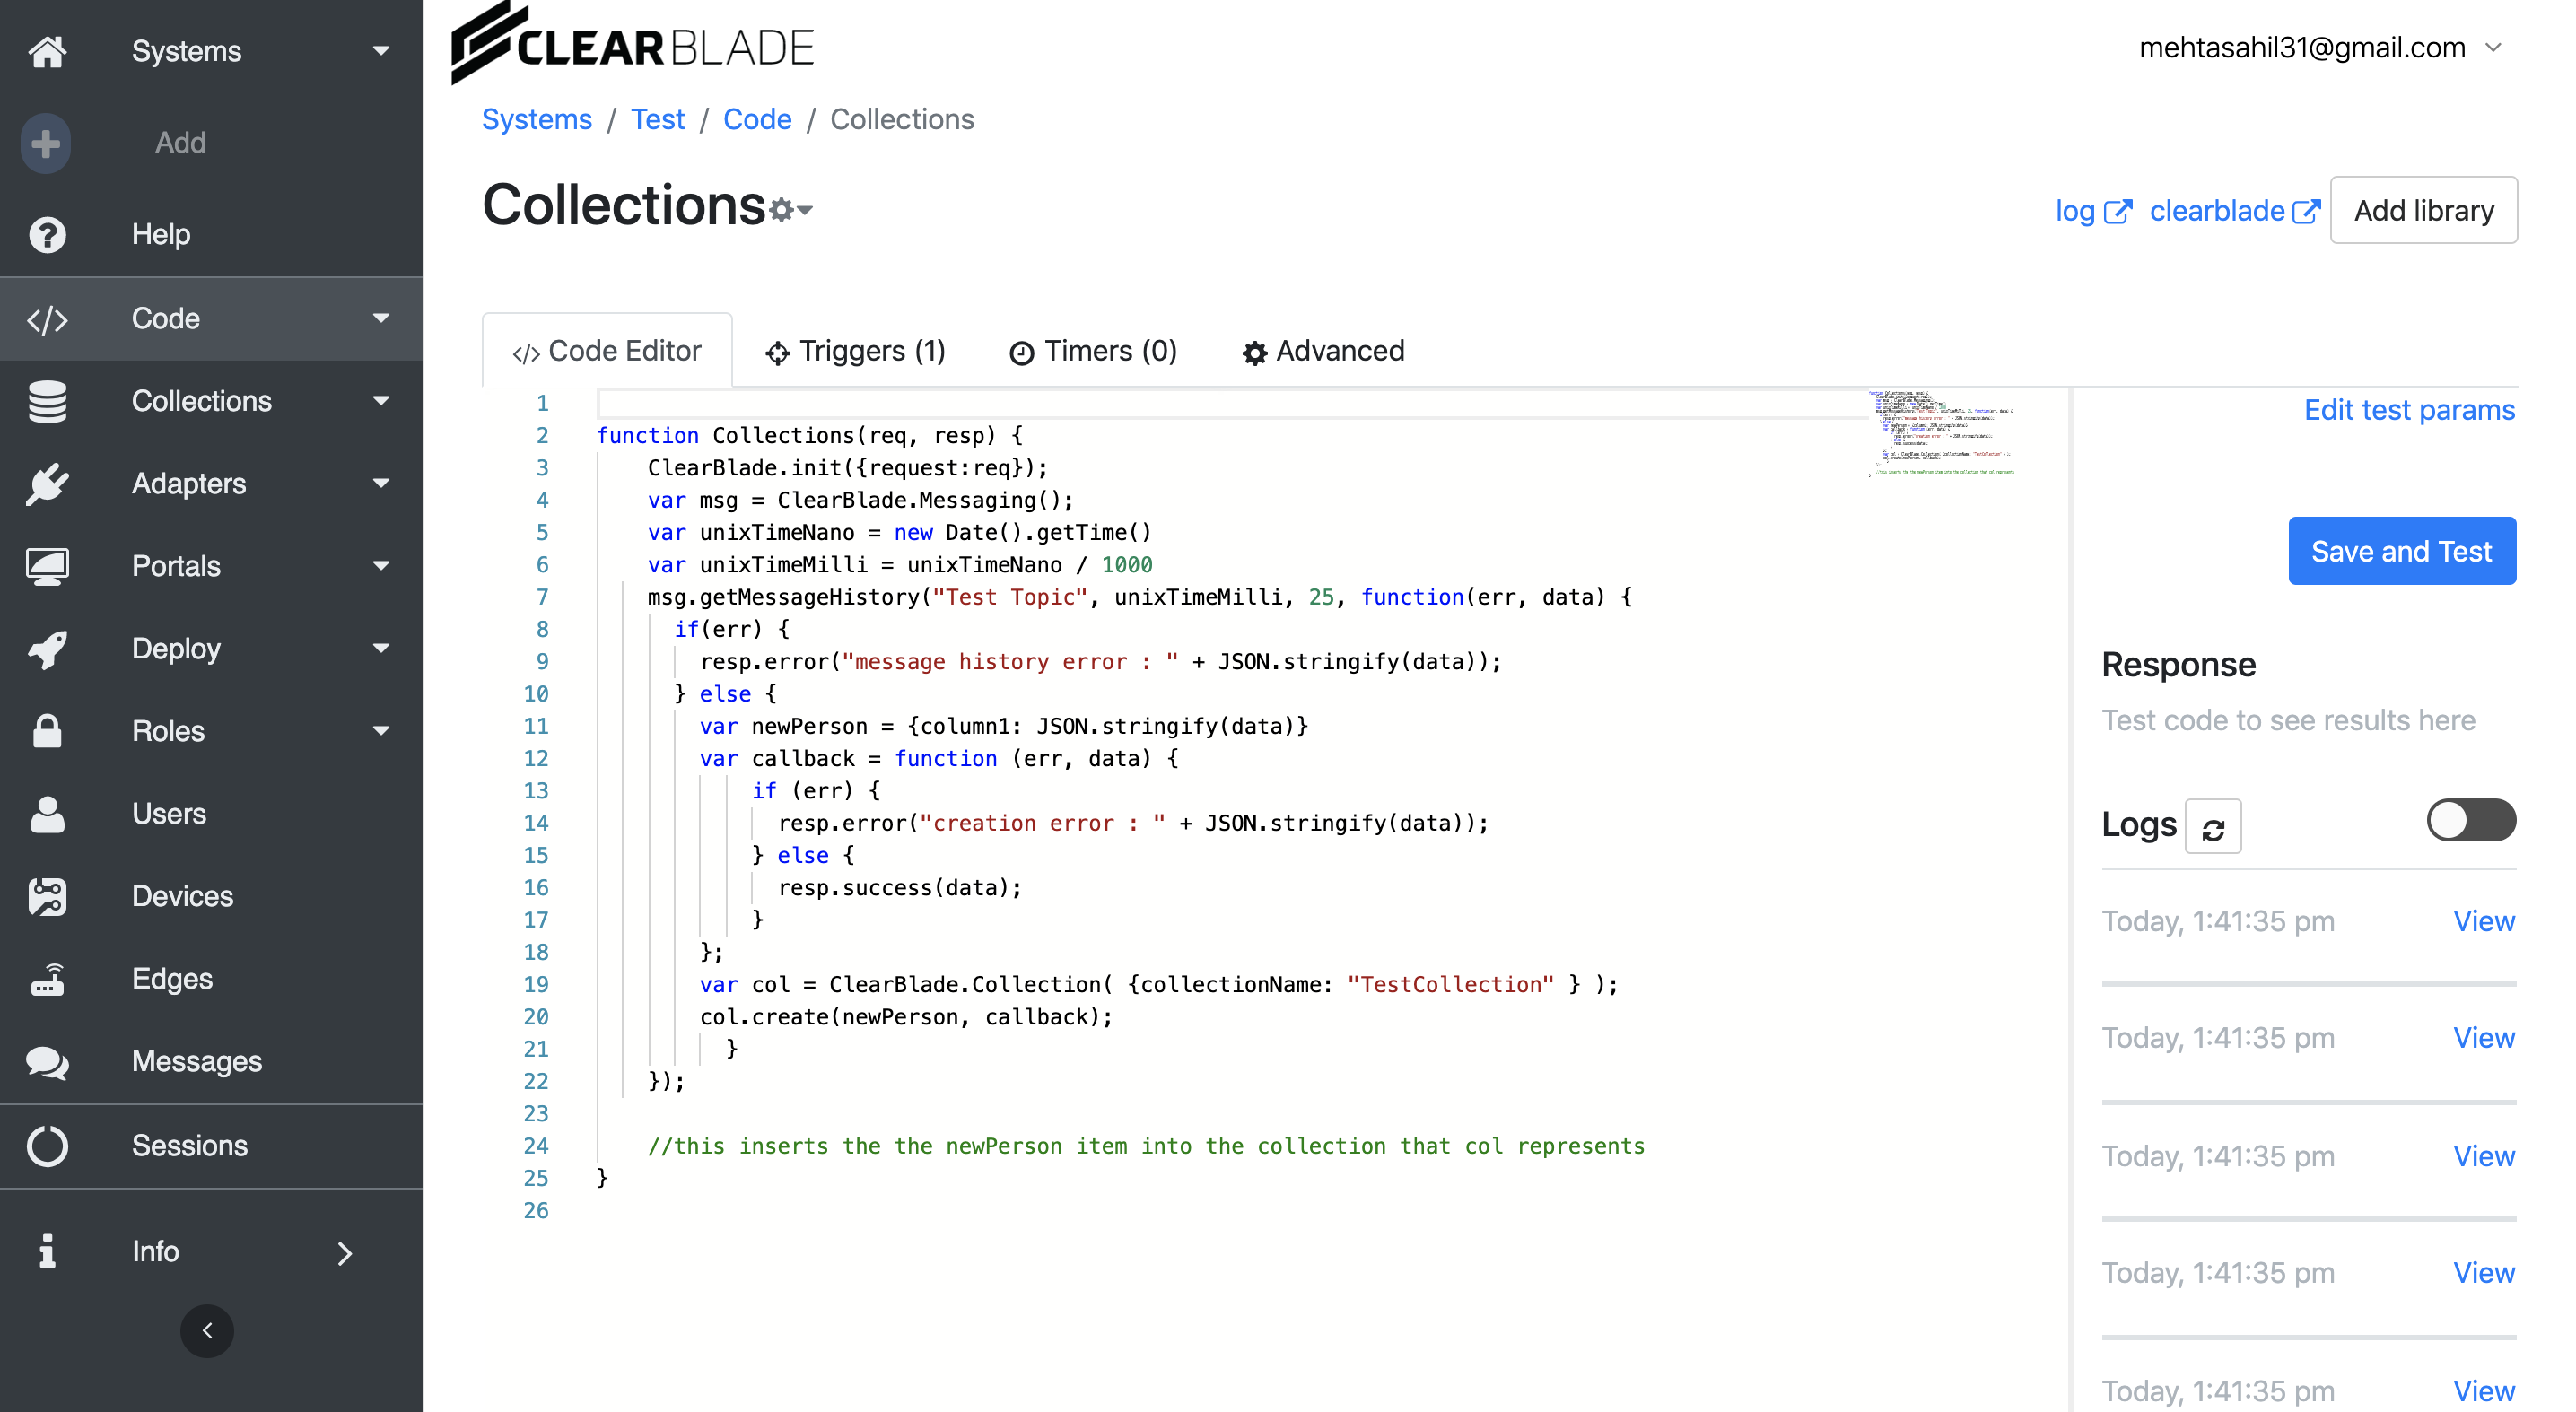 Systems
Add
Help
Code
Collections
Adapters
Portals
Deploy
Roles
Users
Devices
Edges
Messages
Sessions
Info
CLEARBLADE
mehtasahil31@gmail.com
Systems / Test / Code / Collections
Collections
log clearblade Add library
</> Code Editor Triggers (1) Timers (0) Advanced
1
2 function Collections(req, resp) {
3 ClearBlade.init({request:req});
4 var msg = ClearBlade.Messaging();
5 var unixTimeNano = new Date().getTime()
6 var unixTimeMilli = unixTimeNano / 1000
7 msg.getMessageHistory("Test Topic", unixTimeMilli, 25, function(err, data) {
8 if(err) {
9 resp.error("message history error : " + JSON.stringify(data));
10 } else {
11 var newPerson = {column1: JSON.stringify(data)}
12 var callback = function (err, data) {
13 if (err) {
14 resp.error("creation error : " + JSON.stringify(data));
15 } else {
16 resp.success(data);
17 }
18 };
19 var col = ClearBlade.Collection( {collectionName: "TestCollection" } );
20 col.create(newPerson, callback);
21 }
22 });
23
24 //this inserts the the newPerson item into the collection that col represents
25 }
26
Edit test params
Save and Test
Response
Test code to see results here
Logs
Today, 1:41:35 pm View
Today, 1:41:35 pm View
Today, 1:41:35 pm View
Today, 1:41:35 pm View
Today, 1:41:35 pm View